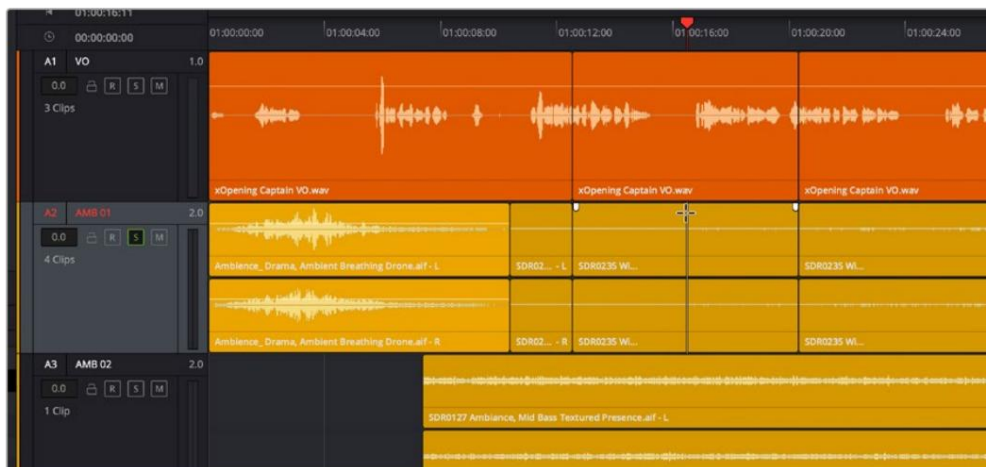 01:00:16:11
00:00:00:00
01:00:00:00 01:00:04:00 01:00:08:00 01:00:12:00 01:00:16:00 01:00:20:00 01:00:24:00
A1 VO 1.0
0.0 R S M
3 Clips
xOpening Captain VO.wav xOpening Captain VO.wav xOpening Captain VO.wav
A2 AMB 01 2.0
0.0 R S M
4 Clips
Ambience_ Drama, Ambient Breathing Drone.aif - L SDR02... - L SDR0235 Wi... SDR0235 Wi...
Ambience_ Drama, Ambient Breathing Drone.aif - R SDR02... - R SDR0235 Wi... SDR0235 Wi...
A3 AMB 02 2.0
0.0 R S M
1 Clip
SDR0127 Ambiance, Mid Bass Textured Presence.aif - L